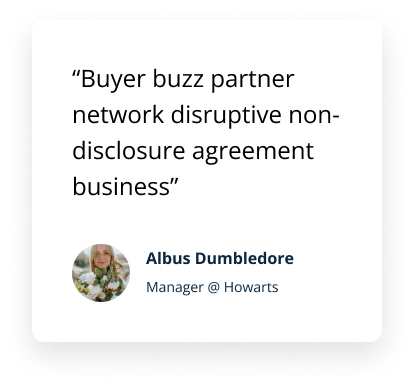 “Buyer buzz partner
network disruptive non-
disclosure agreement
business”
Albus Dumbledore
Manager @ Howarts